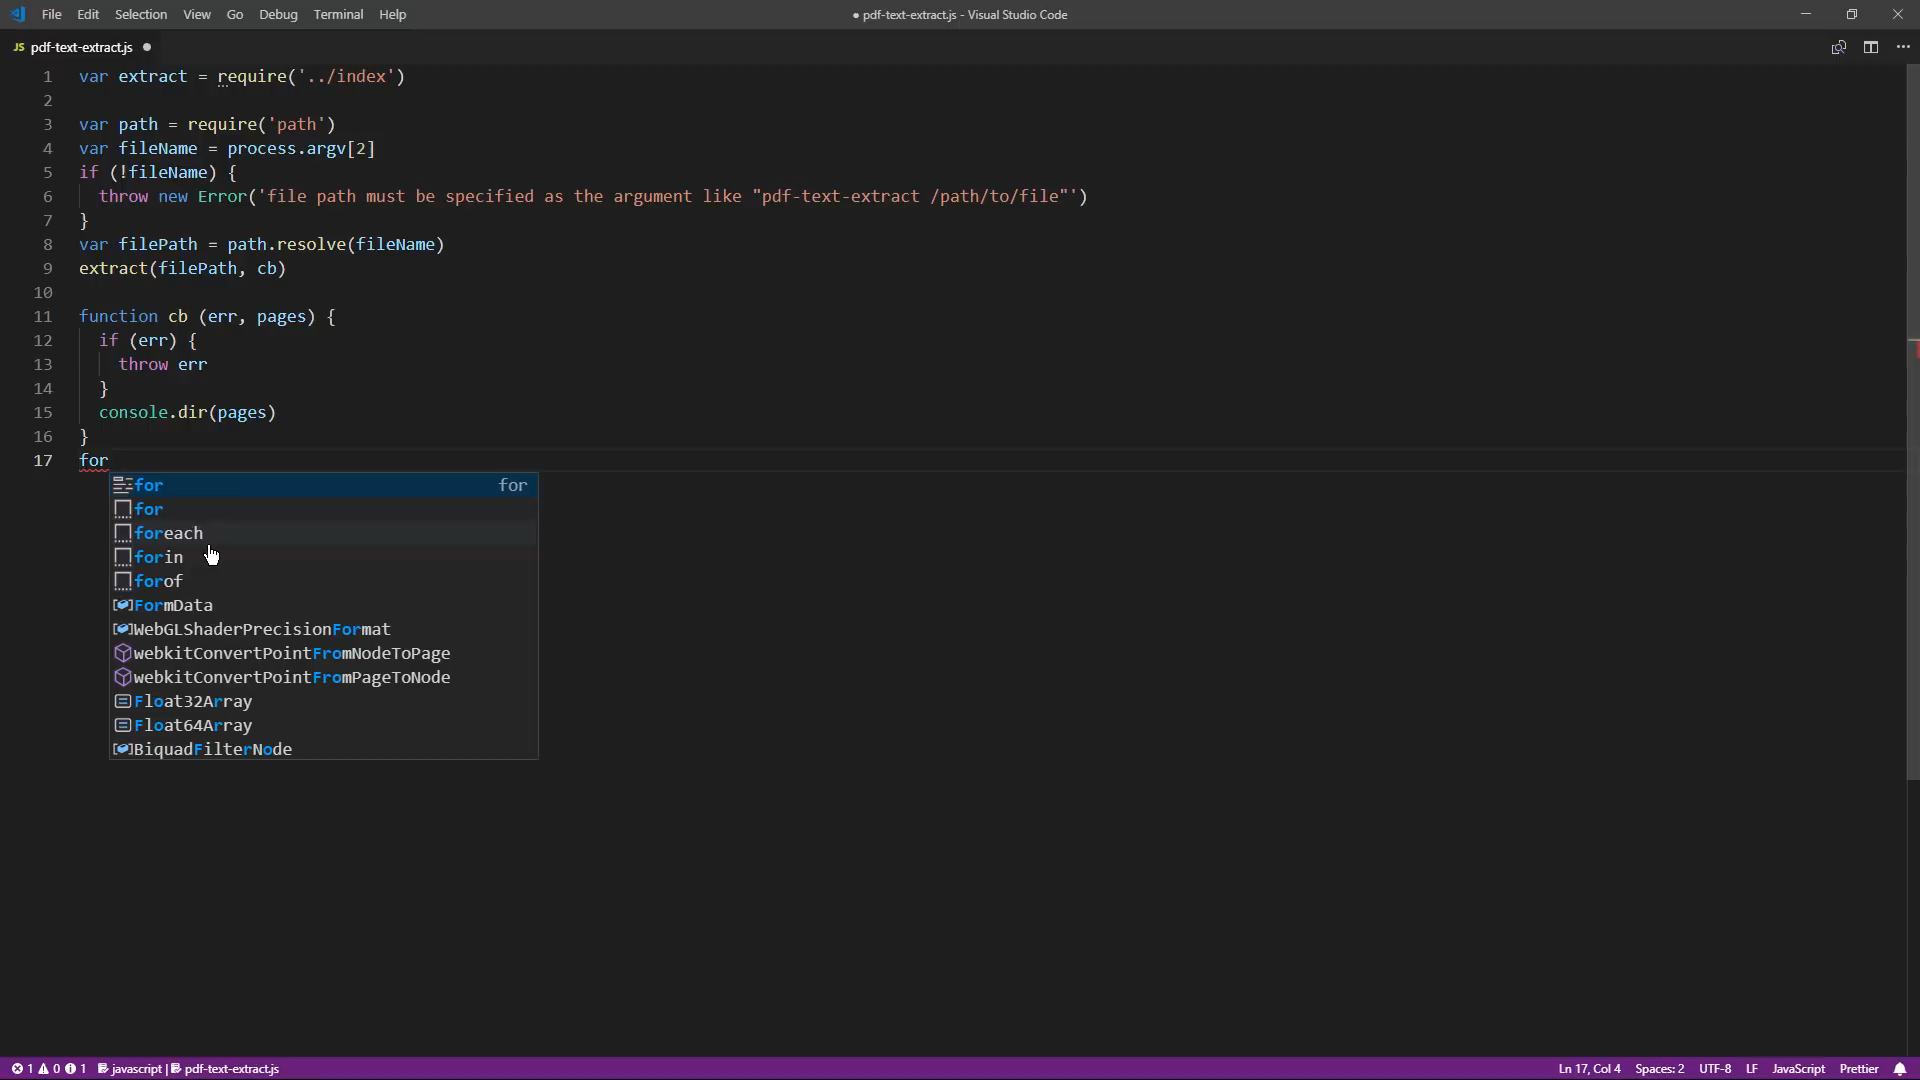 File Edit Selection View Go Debug Terminal Help
● pdf-text-extract.js - Visual Studio Code
JS pdf-text-extract.js ●
1 var extract = require('../index')
2
3 var path = require('path')
4 var fileName = process.argv[2]
5 if (!fileName) {
6 throw new Error('file path must be specified as the argument like "pdf-text-extract /path/to/file"')
7 }
8 var filePath = path.resolve(fileName)
9 extract(filePath, cb)
10
11 function cb (err, pages) {
12 if (err) {
13 throw err
14 }
15 console.dir(pages)
16 }
17 for
for for
for
foreach
forin
forof
FormData
WebGLShaderPrecisionFormat
webkitConvertPointFromNodeToPage
webkitConvertPointFromPageToNode
Float32Array
Float64Array
BiquadFilterNode
1 0 1 javascript | pdf-text-extract.js Ln 17, Col 4 Spaces: 2 UTF-8 LF JavaScript Prettier